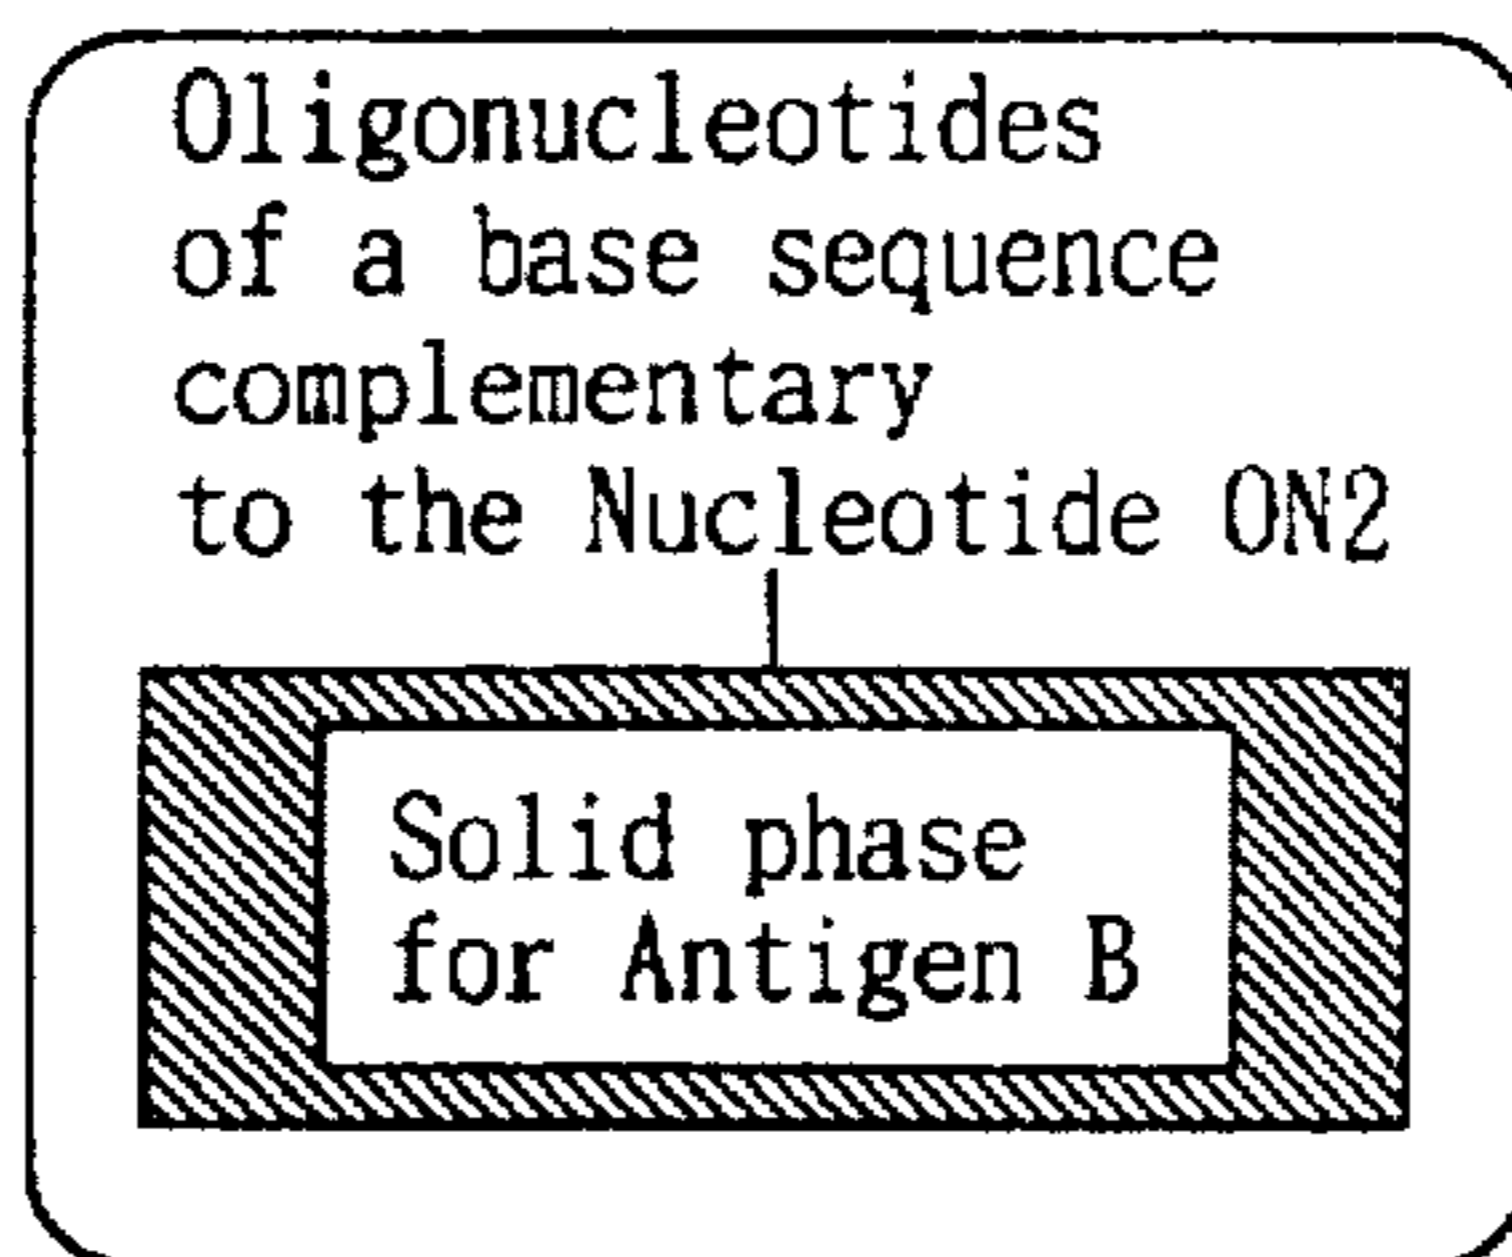 Oligonucleotides
of a base sequence
complementary
to the Nucleotide ON2
Solid phase
for Antigen B